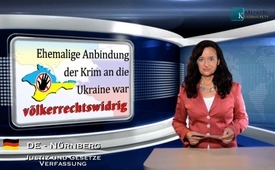 Ehemalige Anbindung
der Krim an die
Ukraine war
völkerrechtswidrig
DE - NÜRNBERG
JUSTIZ UND GESETZE
VERFASSUNG